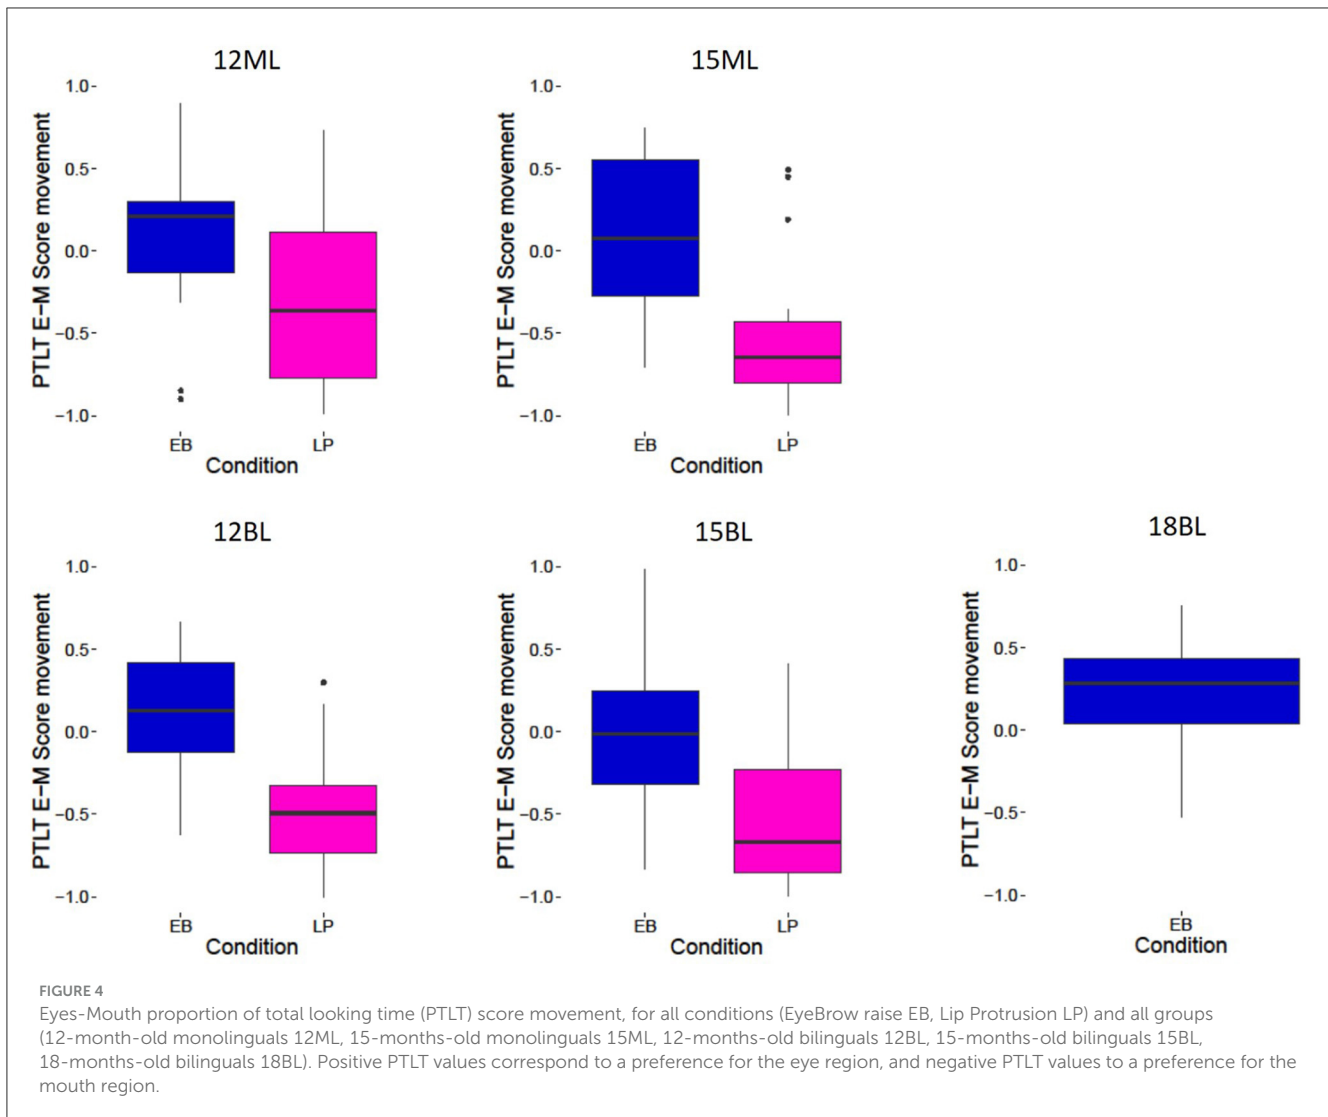 12ML
PTLT E−M Score movement
1.0-
0.5-
0.0-
−0.5-
−1.0-
EB
LP
Condition
15ML
PTLT E−M Score movement
1.0-
0.5-
0.0-
−0.5-
−1.0-
EB
LP
Condition
12BL
PTLT E−M Score movement
1.0-
0.5-
0.0-
−0.5-
−1.0-
EB
LP
Condition
15BL
PTLT E−M Score movement
1.0-
0.5-
0.0-
−0.5-
−1.0-
EB
LP
Condition
18BL
PTLT E−M Score movement
1.0-
0.5-
0.0-
−0.5-
−1.0-
EB
Condition
FIGURE 4
Eyes-Mouth proportion of total looking time (PTLT) score movement, for all conditions (EyeBrow raise EB, Lip Protrusion LP) and all groups
(12-month-old monolinguals 12ML, 15-months-old monolinguals 15ML, 12-months-old bilinguals 12BL, 15-months-old bilinguals 15BL,
18-months-old bilinguals 18BL). Positive PTLT values correspond to a preference for the eye region, and negative PTLT values to a preference for the
mouth region.